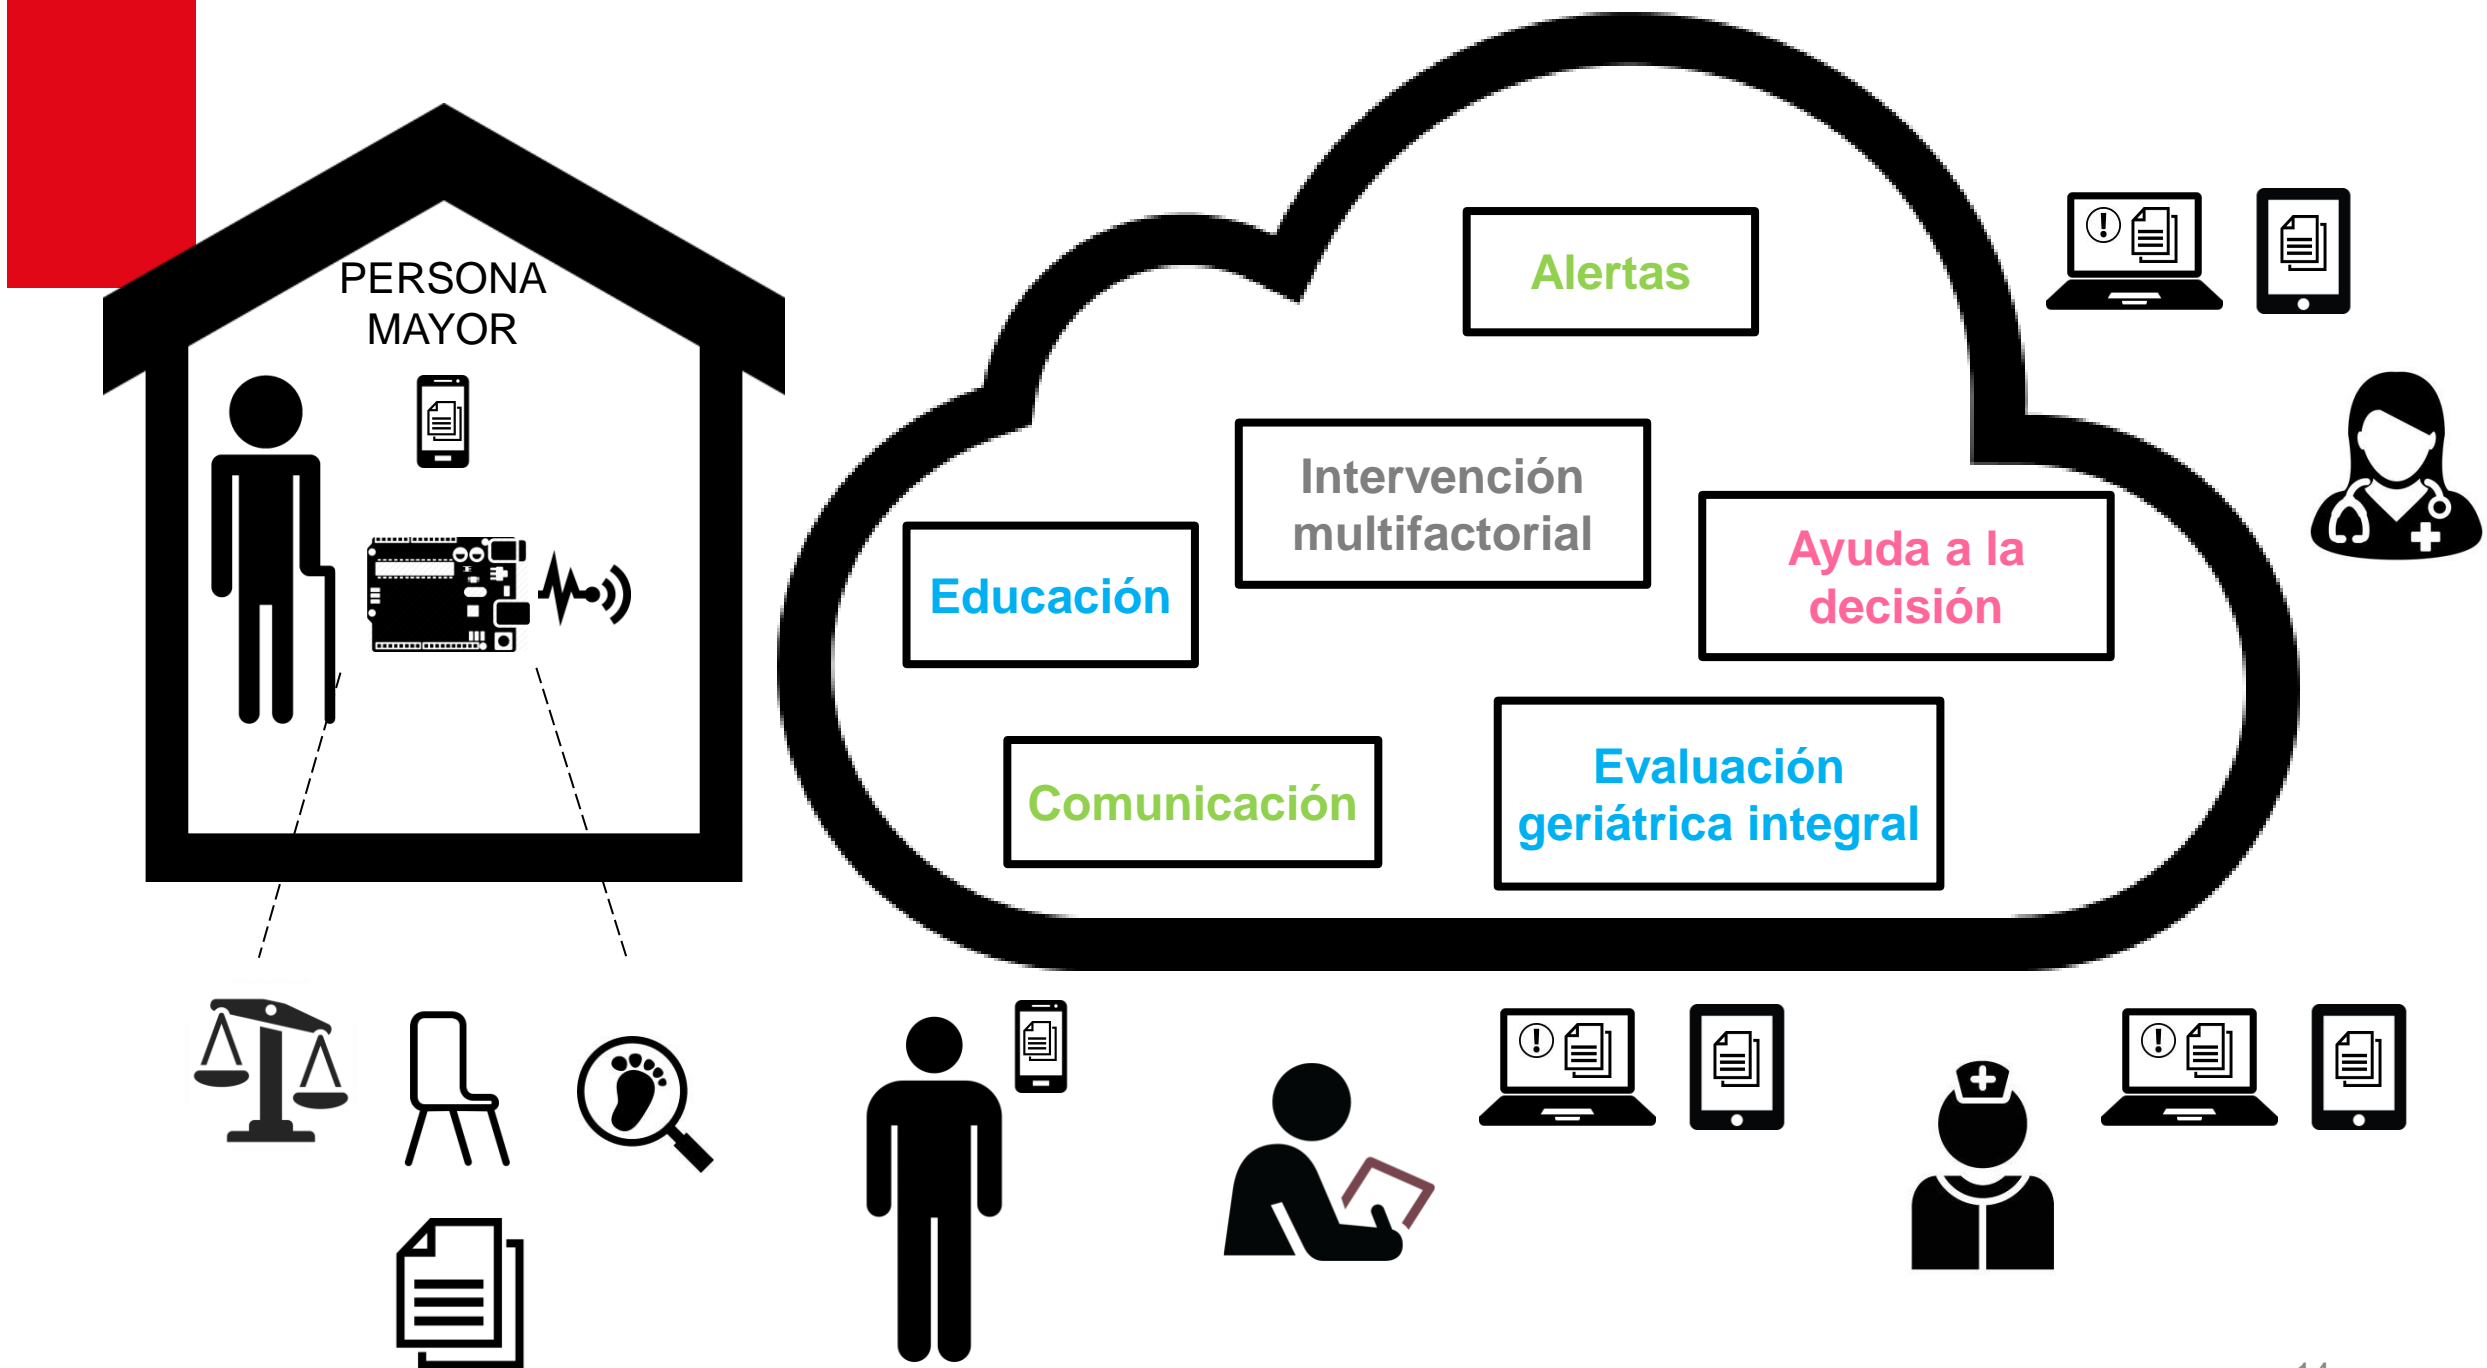 PERSONA
MAYOR
Alertas
Intervención
multifactorial
Educación
Ayuda a la
decisión
Comunicación
Evaluación
geriátrica integral